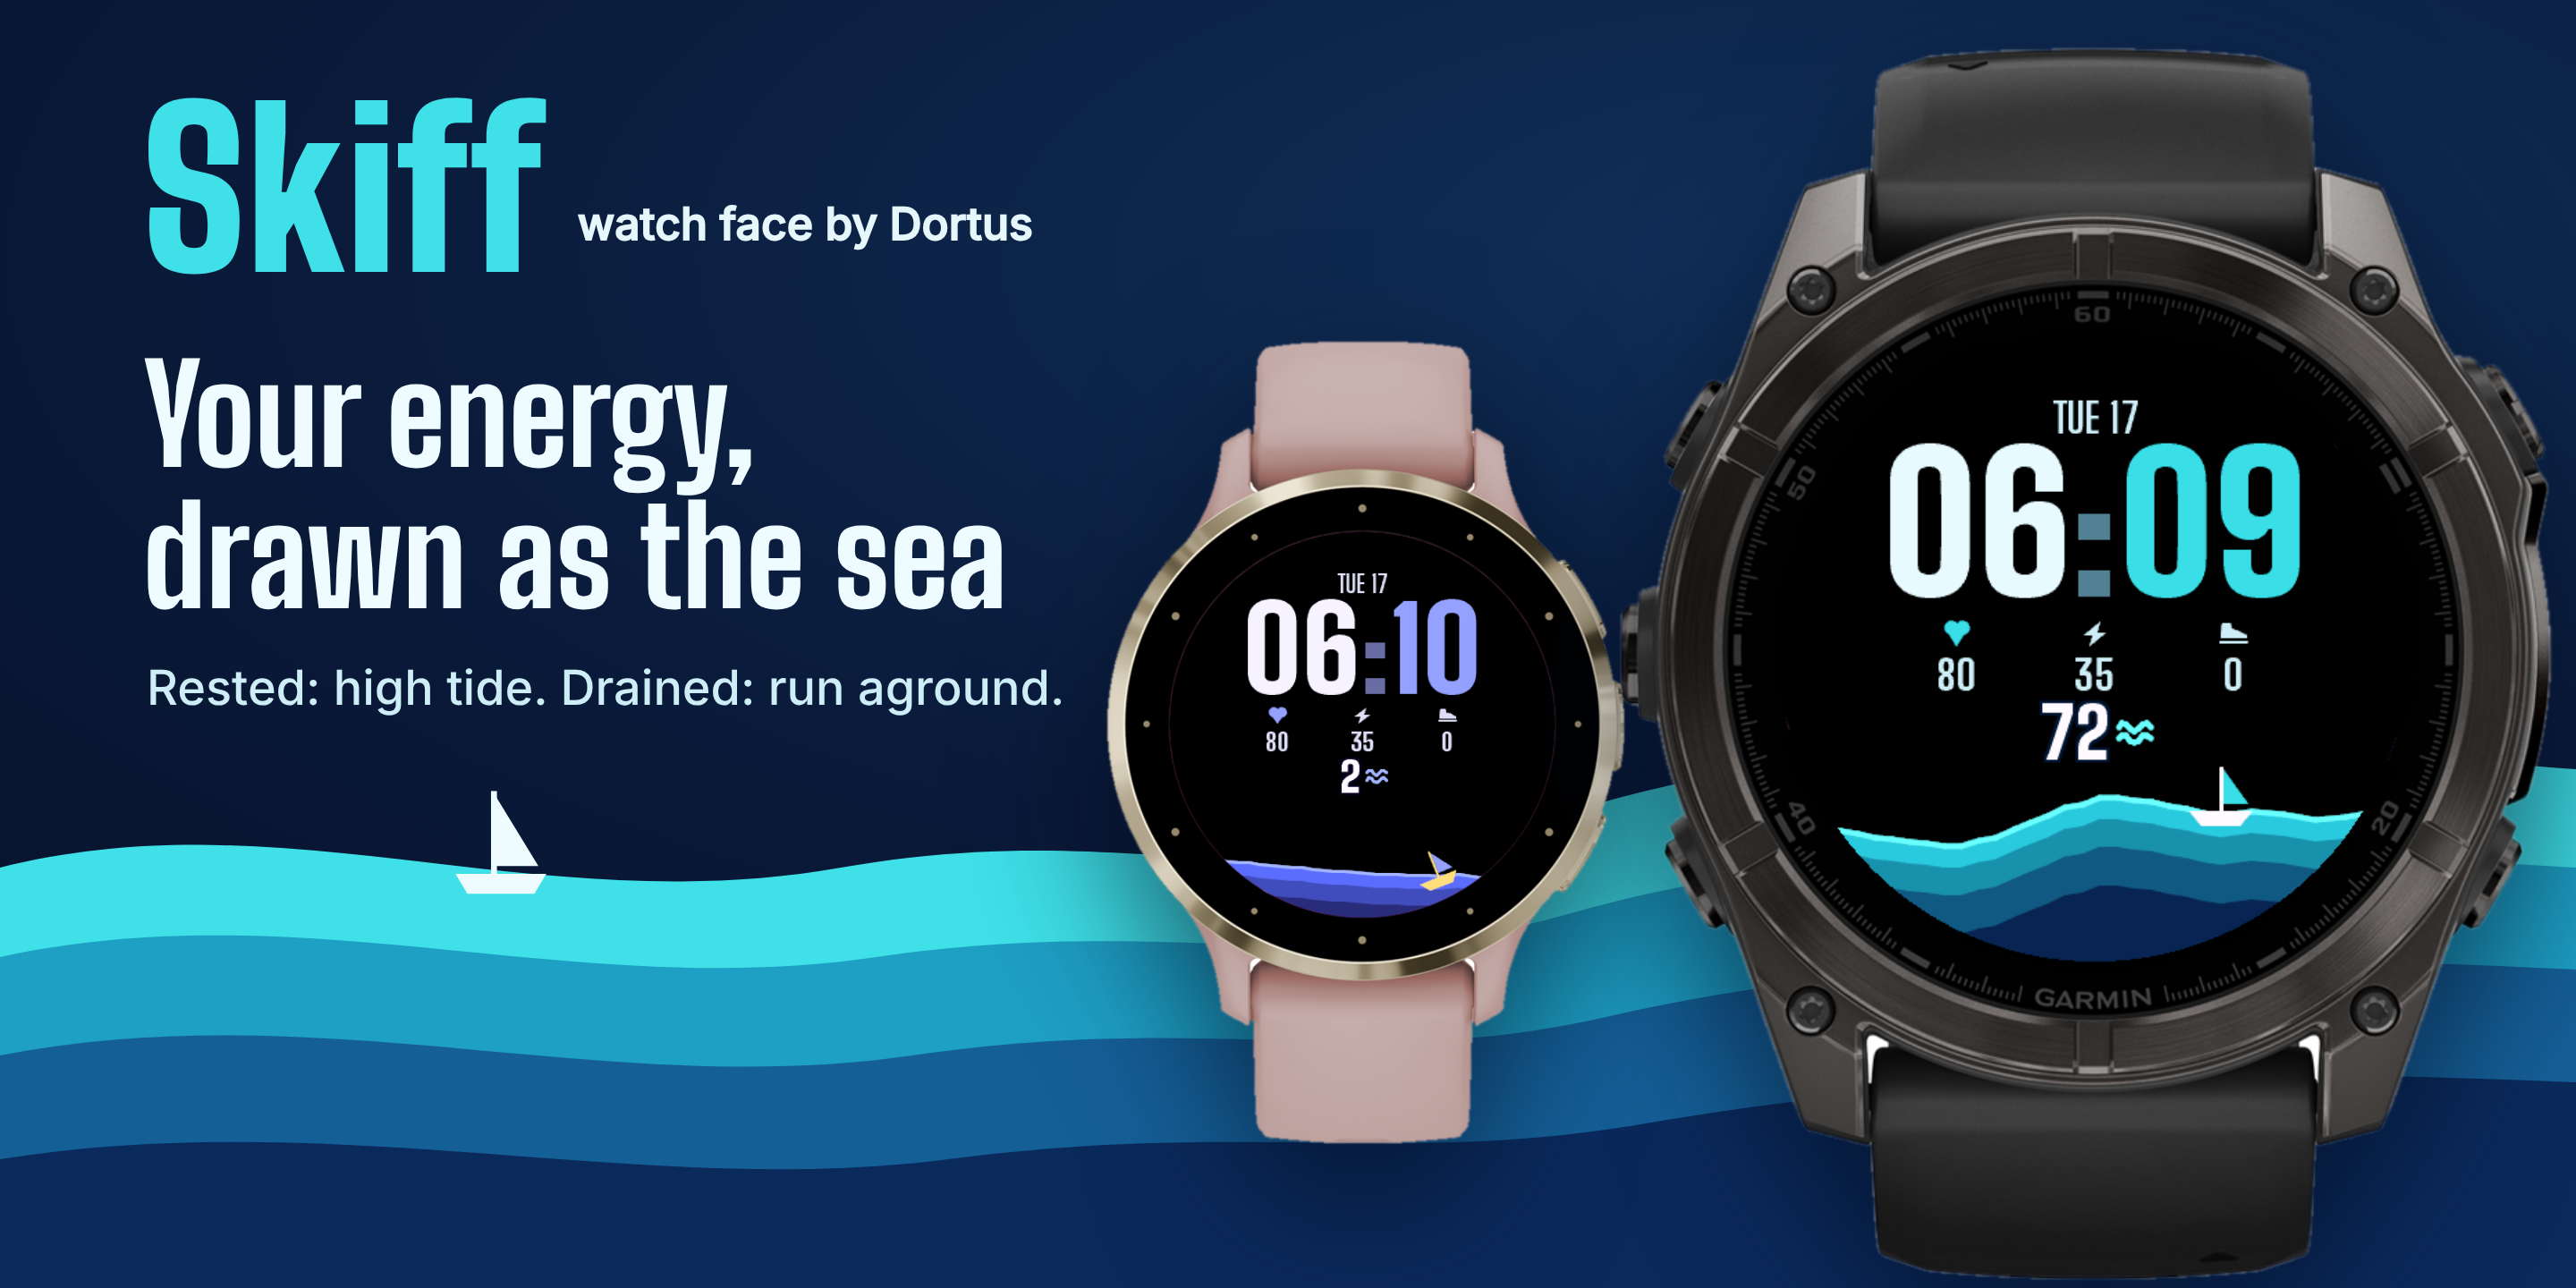 Skiff
watch face by Dortus
Your energy,
drawn as the sea
Rested: high tide. Drained: run aground.
TUE 17
06:10
80 35 0
2
60
50
40
20
TUE 17
06:09
80 35 0
72
GARMIN